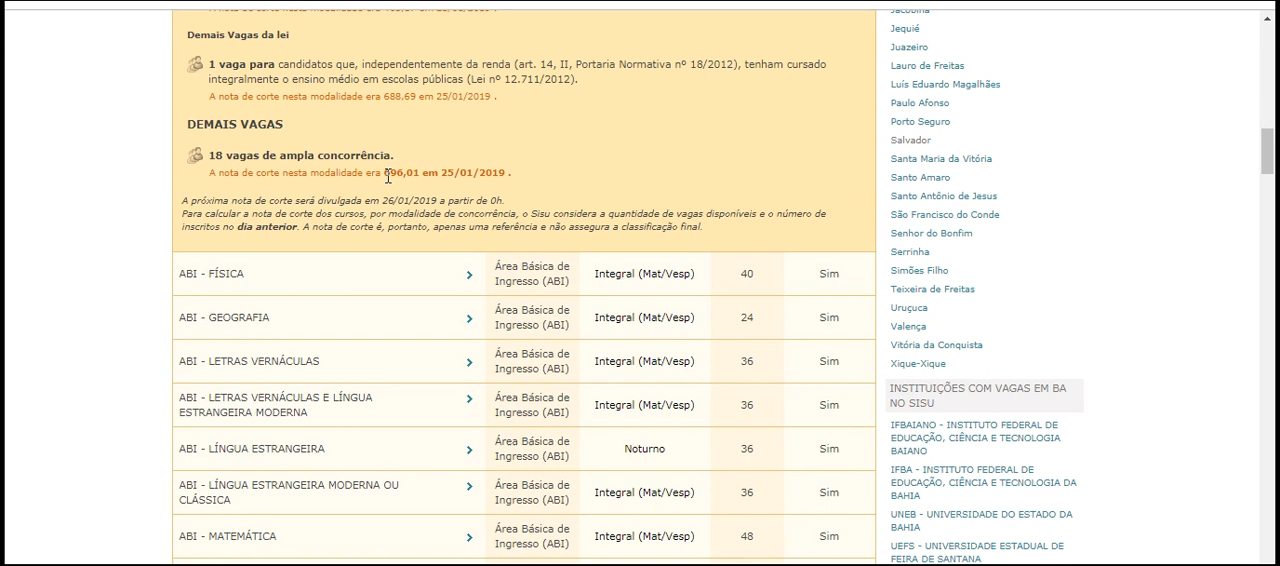 Demais Vagas da lei
1 vaga para candidatos que, independentemente da renda (art. 14, II, Portaria Normativa nº 18/2012), tenham cursado
integralmente o ensino médio em escolas públicas (Lei nº 12.711/2012).
A nota de corte nesta modalidade era 688,69 em 25/01/2019 .
DEMAIS VAGAS
18 vagas de ampla concorrência.
A nota de corte nesta modalidade era 696,01 em 25/01/2019 .
A próxima nota de corte será divulgada em 26/01/2019 a partir de 0h.
Para calcular a nota de corte dos cursos, por modalidade de concorrência, o Sisu considera a quantidade de vagas disponíveis e o número de
inscritos no dia anterior. A nota de corte é, portanto, apenas uma referência e não assegura a classificação final.
ABI - FÍSICA
Área Básica de
Ingresso (ABI)
Integral (Mat/Vesp)
40
Sim
ABI - GEOGRAFIA
Área Básica de
Ingresso (ABI)
Integral (Mat/Vesp)
24
Sim
ABI - LETRAS VERNÁCULAS
Área Básica de
Ingresso (ABI)
Integral (Mat/Vesp)
36
Sim
ABI - LETRAS VERNÁCULAS E LÍNGUA
ESTRANGEIRA MODERNA
Área Básica de
Ingresso (ABI)
Integral (Mat/Vesp)
36
Sim
ABI - LÍNGUA ESTRANGEIRA
Área Básica de
Ingresso (ABI)
Noturno
36
Sim
ABI - LÍNGUA ESTRANGEIRA MODERNA OU
CLÁSSICA
Área Básica de
Ingresso (ABI)
Integral (Mat/Vesp)
36
Sim
ABI - MATEMÁTICA
Área Básica de
Ingresso (ABI)
Integral (Mat/Vesp)
48
Sim
Jacobina
Jequié
Juazeiro
Lauro de Freitas
Luís Eduardo Magalhães
Paulo Afonso
Porto Seguro
Salvador
Santa Maria da Vitória
Santo Amaro
Santo Antônio de Jesus
São Francisco do Conde
Senhor do Bonfim
Serrinha
Simões Filho
Teixeira de Freitas
Uruçuca
Valença
Vitória da Conquista
Xique-Xique
INSTITUIÇÕES COM VAGAS EM BA
NO SISU
IFBAIANO - INSTITUTO FEDERAL DE
EDUCAÇÃO, CIÊNCIA E TECNOLOGIA
BAIANO
IFBA - INSTITUTO FEDERAL DE
EDUCAÇÃO, CIÊNCIA E TECNOLOGIA DA
BAHIA
UNEB - UNIVERSIDADE DO ESTADO DA
BAHIA
UEFS - UNIVERSIDADE ESTADUAL DE
FEIRA DE SANTANA